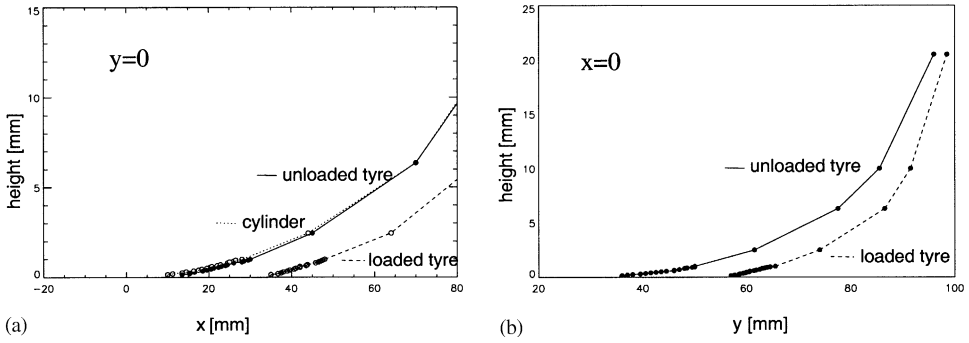 15
10
5
0
height [mm]
y=0
unloaded tyre
cylinder
loaded tyre
−20 0 20 40 60 80
x [mm]
(a)
25
20
15
10
5
0
height [mm]
x=0
unloaded tyre
loaded tyre
20 40 60 80 100
y [mm]
(b)